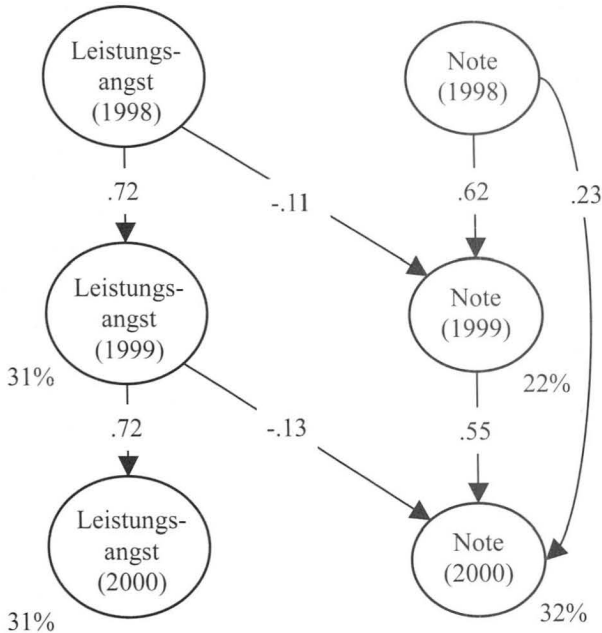 Leistungs-
angst
(1998)
Note
(1998)
.72
-.11
.62
.23
Leistungs-
angst
(1999)
31%
Note
(1999)
22%
.72
-.13
.55
Leistungs-
angst
(2000)
31%
Note
(2000)
32%